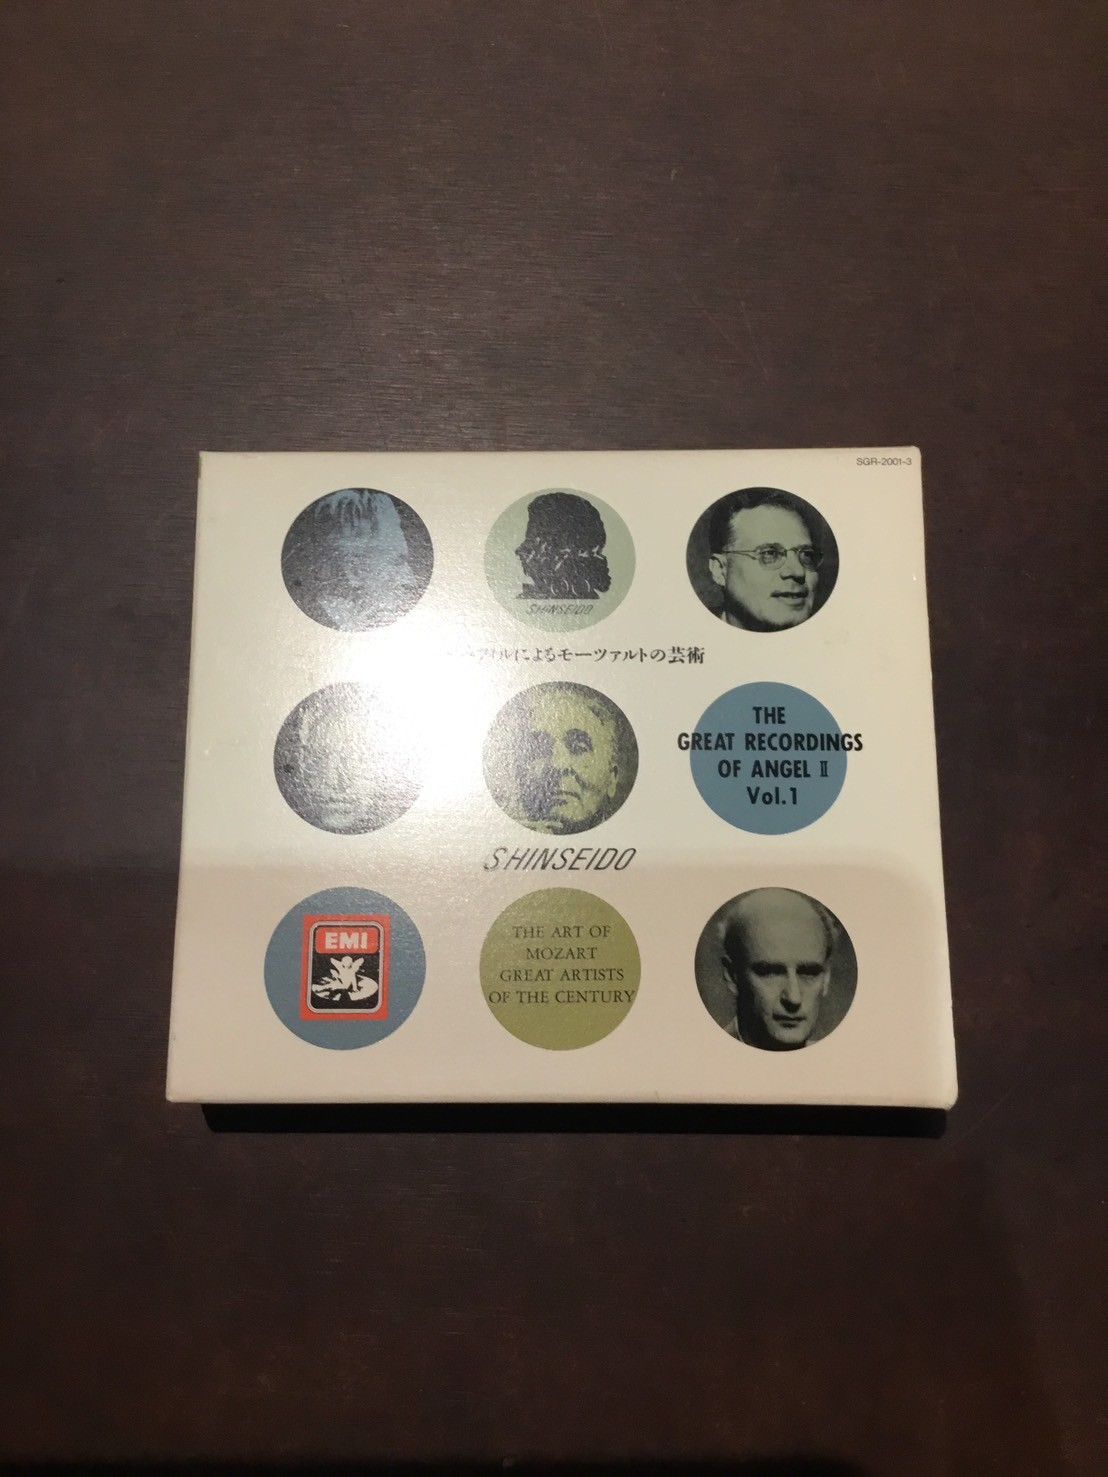 SGR-2001-3
SHINSEIDO
によるモーツァルトの芸術
THE
GREAT RECORDINGS
OF ANGEL II
Vol.1
SHINSEIDO
EMI
THE ART OF
MOZART
GREAT ARTISTS
OF THE CENTURY